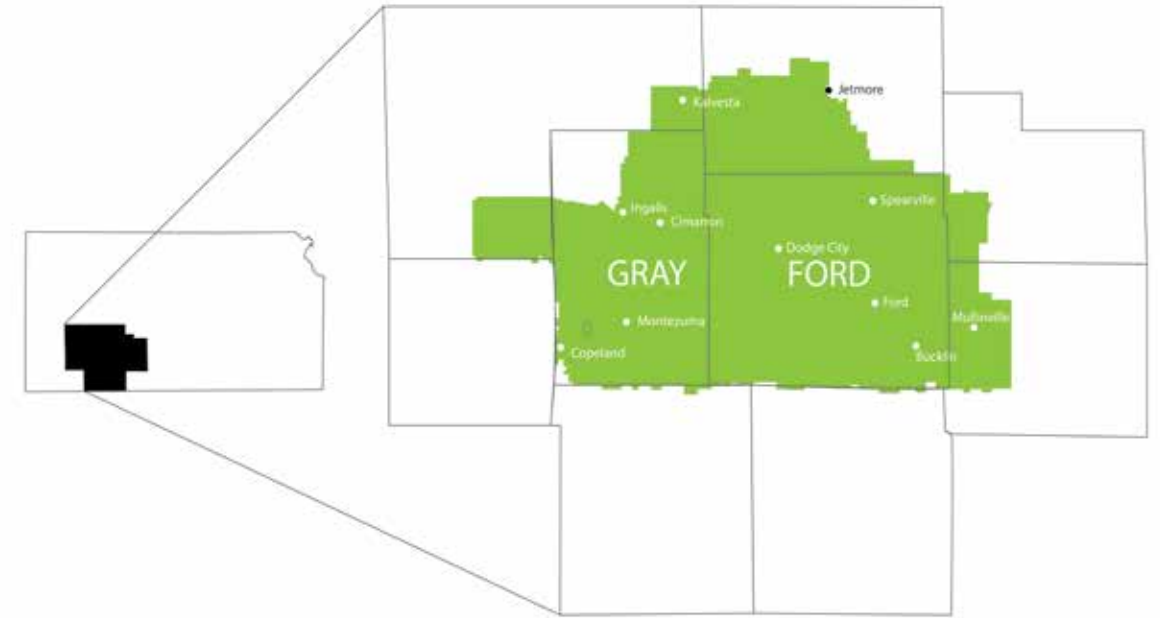 Jetmore
Kalvesta
Spearville
Ingalls
Cimarron
Dodge City
GRAY
FORD
Ford
Montezuma
Mullinville
Copeland
Bucklin